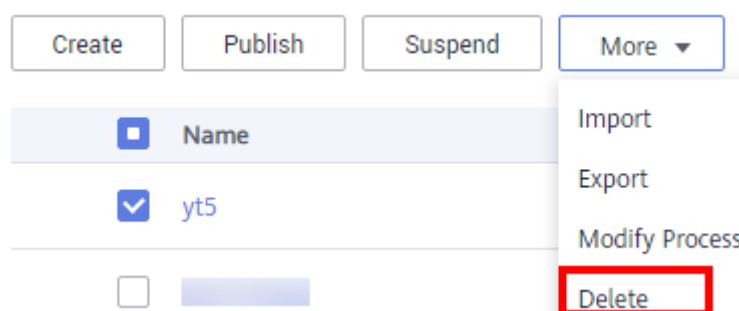 Create Publish Suspend More
Name
Import
Export
yt5
Modify Process
Delete